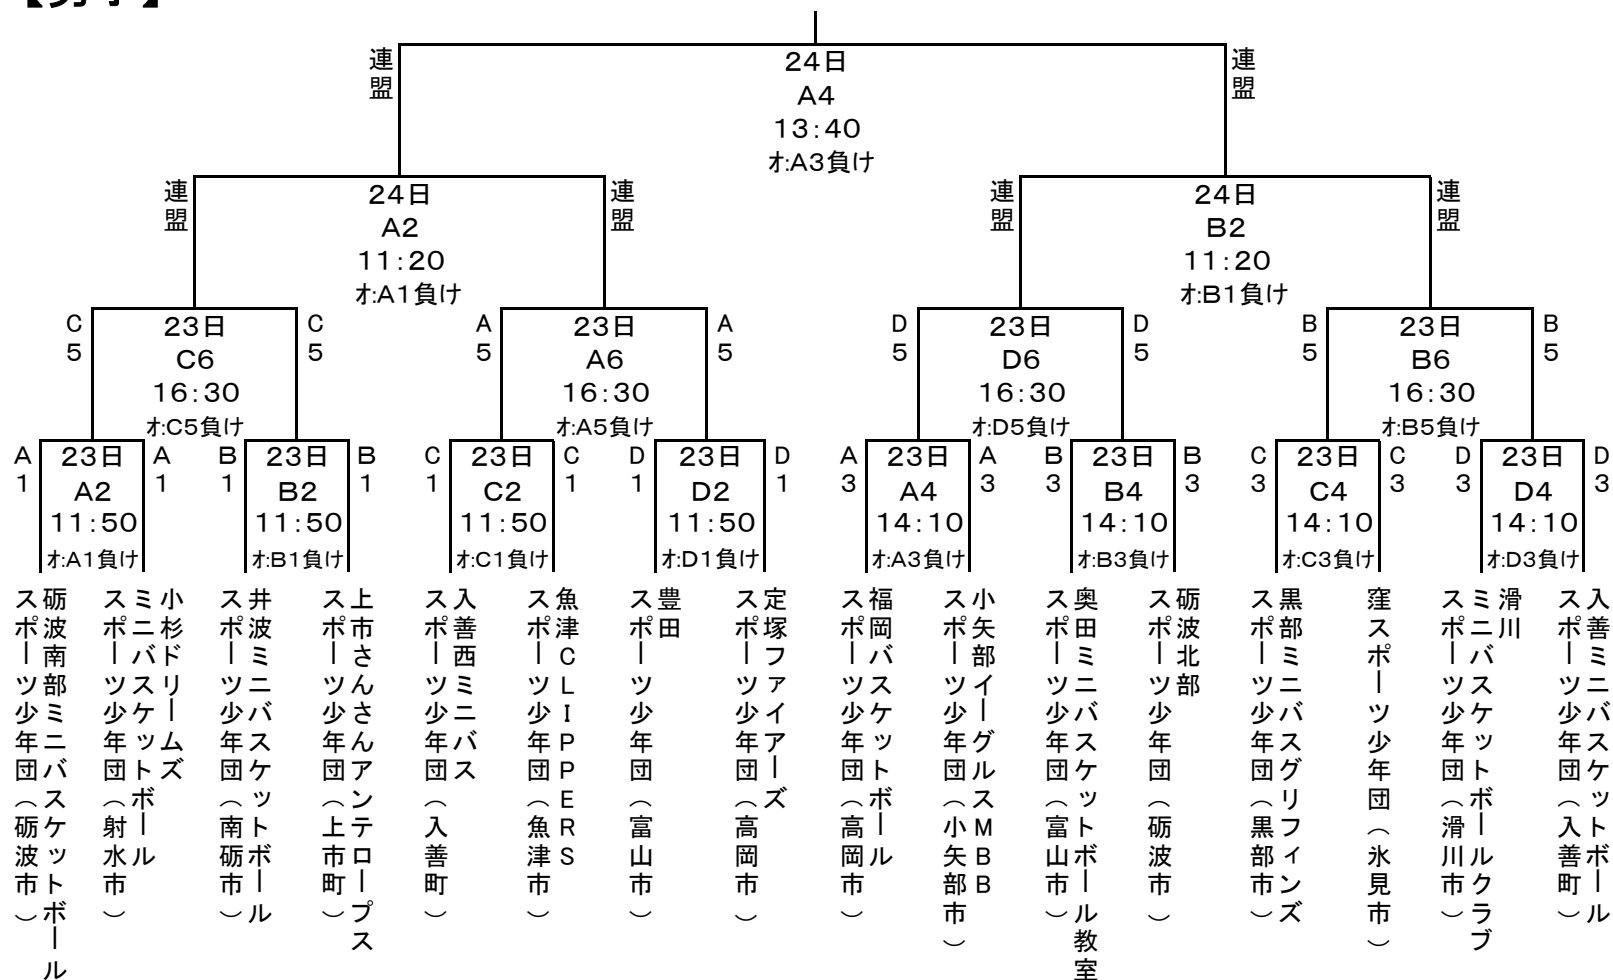 【男子】
連盟
24日
A4
13:40
ｵ:A3負け
連盟
連盟
24日
A2
11:20
ｵ:A1負け
連盟
連盟
24日
B2
11:20
ｵ:B1負け
連盟
C5
23日
C6
16:30
ｵ:C5負け
C5
A5
23日
A6
16:30
ｵ:A5負け
A5
D5
23日
D6
16:30
ｵ:D5負け
D5
B5
23日
B6
16:30
ｵ:B5負け
B5
A1
23日
A2
11:50
ｵ:A1負け
A1
B1
23日
B2
11:50
ｵ:B1負け
B1
C1
23日
C2
11:50
ｵ:C1負け
C1
D1
23日
D2
11:50
ｵ:D1負け
D1
A3
23日
A4
14:10
ｵ:A3負け
A3
B3
23日
B4
14:10
ｵ:B3負け
B3
C3
23日
C4
14:10
ｵ:C3負け
C3
D3
23日
D4
14:10
ｵ:D3負け
D3
砺波南部ミニバスケットボール
スポーツ少年団（砺波市）
小杉ドリームズ
ミニバスケットボール
スポーツ少年団（射水市）
井波ミニバスケットボール
スポーツ少年団（南砺市）
上市さんさんアンテロープス
スポーツ少年団（上市町）
入善西ミニバス
スポーツ少年団（入善町）
魚津CLIPPERS
スポーツ少年団（魚津市）
豊田
スポーツ少年団（富山市）
定塚ファイアーズ
スポーツ少年団（高岡市）
福岡バスケットボール
スポーツ少年団（高岡市）
小矢部イーグルスMBB
スポーツ少年団（小矢部市）
奥田ミニバスケットボール教室
スポーツ少年団（富山市）
砺波北部
スポーツ少年団（砺波市）
黒部ミニバスグリフィンズ
スポーツ少年団（黒部市）
窪スポーツ少年団（氷見市）
滑川
ミニバスケットボールクラブ
スポーツ少年団（滑川市）
入善ミニバスケットボール
スポーツ少年団（入善町）